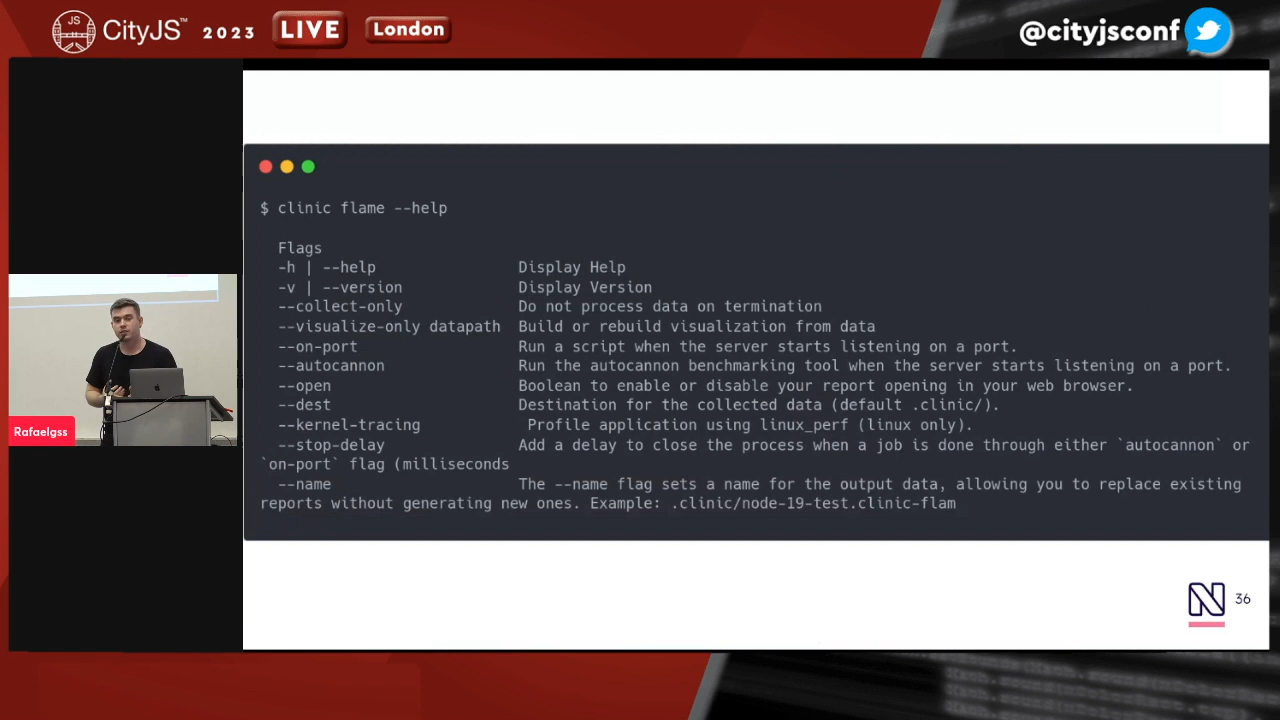 JS
CityJS™ 2023 LIVE London
@cityjsconf
$ clinic flame --help
Flags
-h | --help Display Help
-v | --version Display Version
--collect-only Do not process data on termination
--visualize-only datapath Build or rebuild visualization from data
--on-port Run a script when the server starts listening on a port.
--autocannon Run the autocannon benchmarking tool when the server starts listening on a port.
--open Boolean to enable or disable your report opening in your web browser.
--dest Destination for the collected data (default .clinic/).
--kernel-tracing Profile application using linux_perf (linux only).
--stop-delay Add a delay to close the process when a job is done through either `autocannon` or
`on-port` flag (milliseconds
--name The --name flag sets a name for the output data, allowing you to replace existing
reports without generating new ones. Example: .clinic/node-19-test.clinic-flam
Rafaelgss
N 36